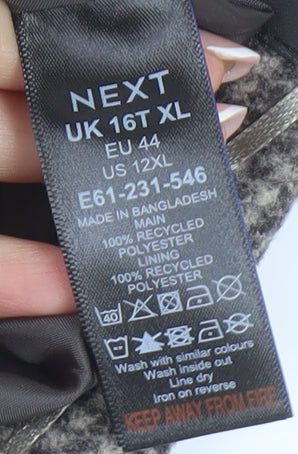 NEXT
UK 16T XL
EU 44
US 12XL
E61-231-546
MADE IN BANGLADESH
MAIN
100% RECYCLED
POLYESTER
LINING
100% RECYCLED
POLYESTER
40
Wash with similar colours
Wash inside out
Line dry
Iron on reverse
KEEP AWAY FROM FIRE